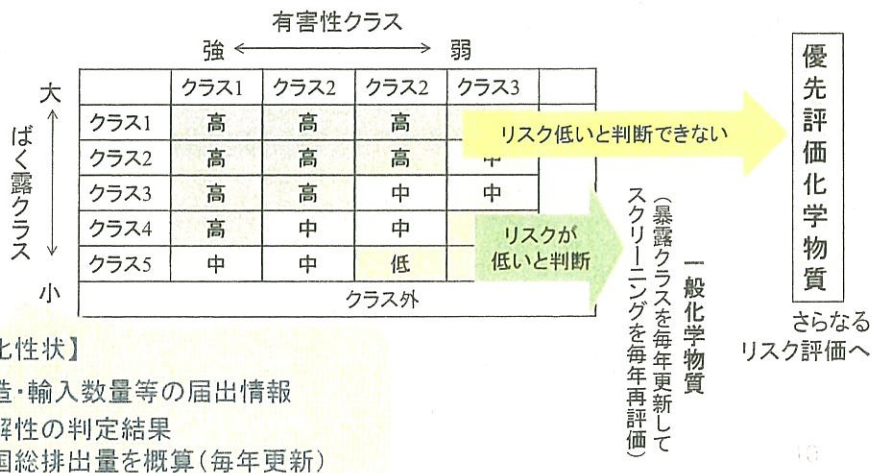 有害性クラス
強 ←→ 弱
大
ばく露クラス
小
クラス1 クラス2 クラス2 クラス3
クラス1 高 高 高
クラス2 高 高 高 中
クラス3 高 高 中 中
クラス4 高 中 中
クラス5 中 中 低
クラス外
リスク低いと判断できない
リスクが
低いと判断
優先評価化学物質
さらなる
リスク評価へ
一般化学物質
(暴露クラスを毎年更新して
スクリーニングを毎年再評価)
化性状】
造・輸入数量等の届出情報
解性の判定結果
国総排出量を概算(毎年更新)